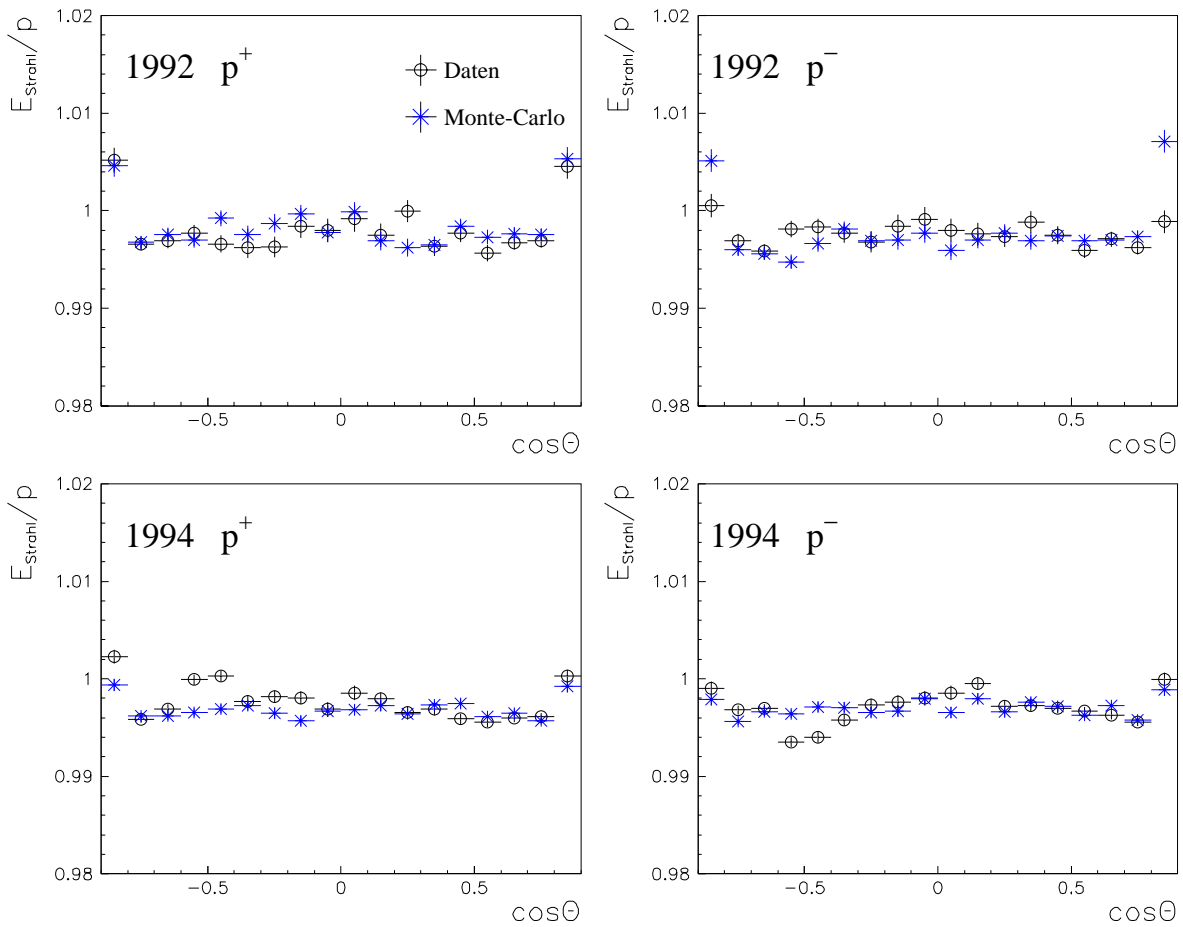 E_Strahl/p
1.02
1.01
1
0.99
0.98
1992 p⁺
Daten
Monte-Carlo
−0.5
0
0.5
cosΘ
E_Strahl/p
1.02
1.01
1
0.99
0.98
1992 p⁻
−0.5
0
0.5
cosΘ
E_Strahl/p
1.02
1.01
1
0.99
0.98
1994 p⁺
−0.5
0
0.5
cosΘ
E_Strahl/p
1.02
1.01
1
0.99
0.98
1994 p⁻
−0.5
0
0.5
cosΘ